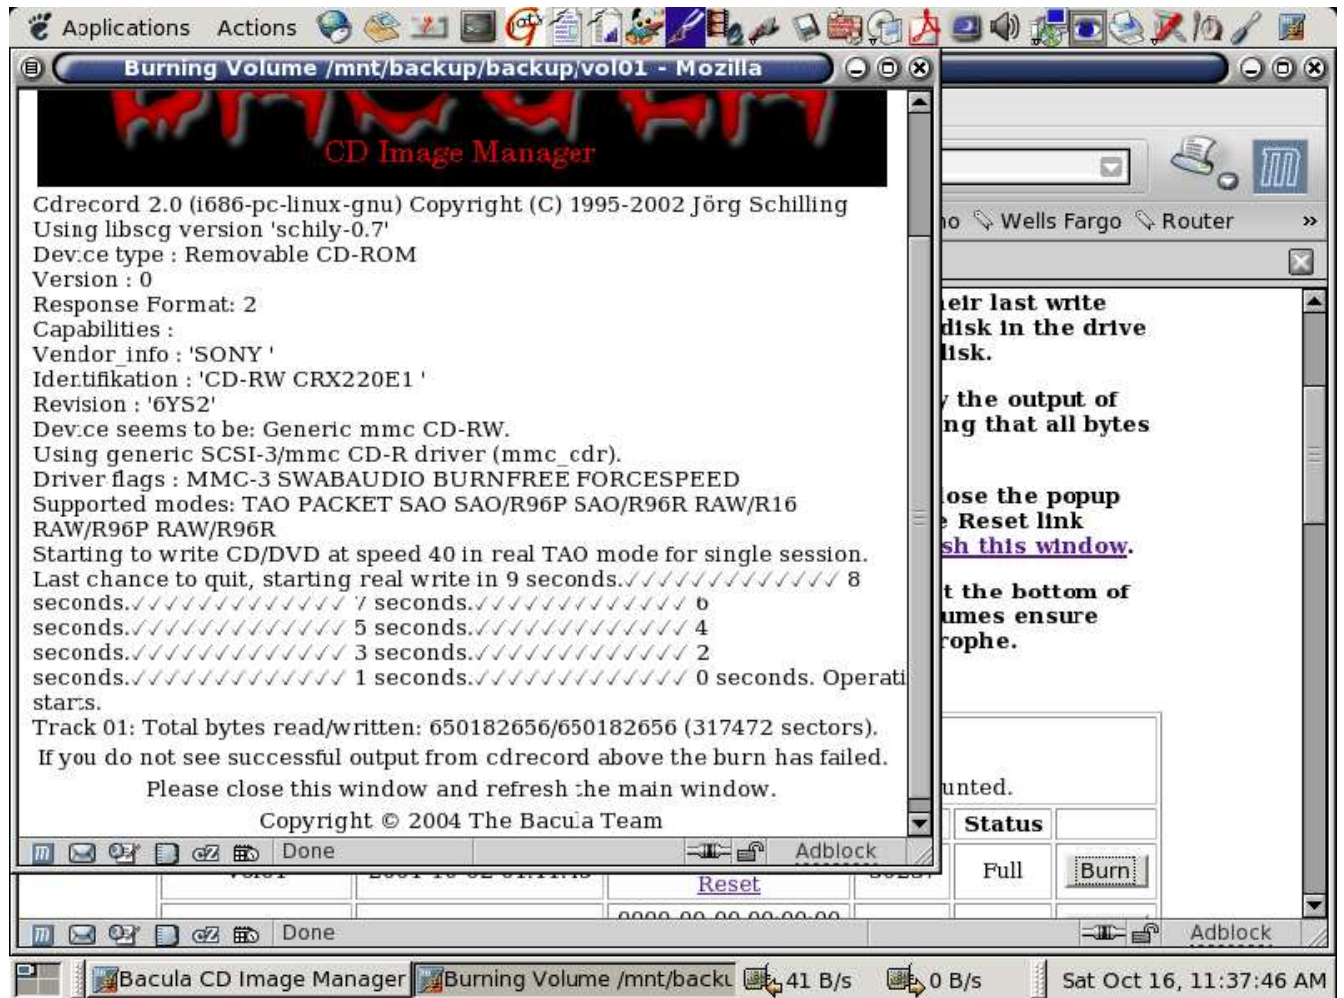 Applications Actions
Burning Volume /mnt/backup/backup/vol01 - Mozilla
BACULA
CD Image Manager
Cdrecord 2.0 (i686-pc-linux-gnu) Copyright (C) 1995-2002 Jörg Schilling
Using libscg version 'schily-0.7'
Device type : Removable CD-ROM
Version : 0
Response Format: 2
Capabilities :
Vendor_info : 'SONY '
Identifikation : 'CD-RW CRX220E1 '
Revision : '6YS2'
Device seems to be: Generic mmc CD-RW.
Using generic SCSI-3/mmc CD-R driver (mmc_cdr).
Driver flags : MMC-3 SWABAUDIO BURNFREE FORCESPEED
Supported modes: TAO PACKET SAO SAO/R96P SAO/R96R RAW/R16
RAW/R96P RAW/R96R
Starting to write CD/DVD at speed 40 in real TAO mode for single session.
Last chance to quit, starting real write in 9 seconds.✓✓✓✓✓✓✓✓✓✓✓✓✓ 8
seconds.✓✓✓✓✓✓✓✓✓✓✓✓✓ 7 seconds.✓✓✓✓✓✓✓✓✓✓✓✓✓ 6
seconds.✓✓✓✓✓✓✓✓✓✓✓✓✓ 5 seconds.✓✓✓✓✓✓✓✓✓✓✓✓✓ 4
seconds.✓✓✓✓✓✓✓✓✓✓✓✓✓ 3 seconds.✓✓✓✓✓✓✓✓✓✓✓✓✓ 2
seconds.✓✓✓✓✓✓✓✓✓✓✓✓✓ 1 seconds.✓✓✓✓✓✓✓✓✓✓✓✓✓ 0 seconds. Operati
starts.
Track 01: Total bytes read/written: 650182656/650182656 (317472 sectors).
If you do not see successful output from cdrecord above the burn has failed.
Please close this window and refresh the main window.
Copyright © 2004 The Bacula Team
Done Adblock
no Wells Fargo Router »
eir last write
disk in the drive
disk.
y the output of
ng that all bytes
lose the popup
e Reset link
sh this window.
t the bottom of
umes ensure
rophe.
unted.
Status
Full Burn
Reset
0000-00-00 00:00:00
Done Adblock
Bacula CD Image Manager Burning Volume /mnt/backu 41 B/s 0 B/s Sat Oct 16, 11:37:46 AM